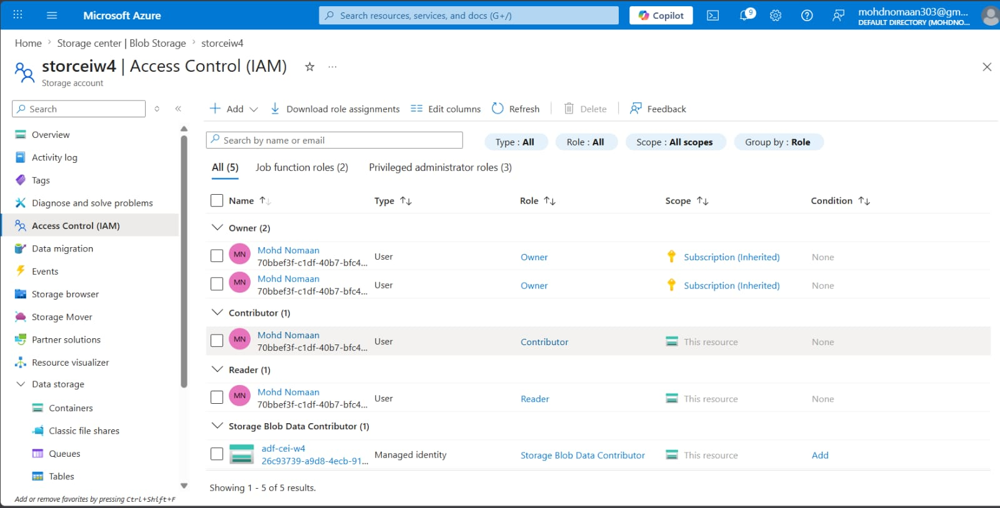 Microsoft Azure
Search resources, services, and docs (G+/)
Copilot
9
mohdnomaan303@gm...
DEFAULT DIRECTORY (MOHDNO...
Home > Storage center | Blob Storage > storceiw4
storceiw4 | Access Control (IAM)
Storage account
Search
Add
Download role assignments
Edit columns
Refresh
Delete
Feedback
Overview
Activity log
Tags
Diagnose and solve problems
Access Control (IAM)
Data migration
Events
Storage browser
Storage Mover
Partner solutions
Resource visualizer
Data storage
Containers
Classic file shares
Queues
Tables
Add or remove favorites by pressing Ctrl+Shift+F
Search by name or email
Type : All
Role : All
Scope : All scopes
Group by : Role
All (5)
Job function roles (2)
Privileged administrator roles (3)
Name Type Role Scope Condition
Owner (2)
MN Mohd Nomaan
70bbef3f-c1df-40b7-bfc4...
User Owner Subscription (Inherited) None
MN Mohd Nomaan
70bbef3f-c1df-40b7-bfc4...
User Owner Subscription (Inherited) None
Contributor (1)
MN Mohd Nomaan
70bbef3f-c1df-40b7-bfc4...
User Contributor This resource None
Reader (1)
MN Mohd Nomaan
70bbef3f-c1df-40b7-bfc4...
User Reader This resource None
Storage Blob Data Contributor (1)
adf-cei-w4
26c93739-a9d8-4ecb-91...
Managed identity Storage Blob Data Contributor This resource Add
Showing 1 - 5 of 5 results.